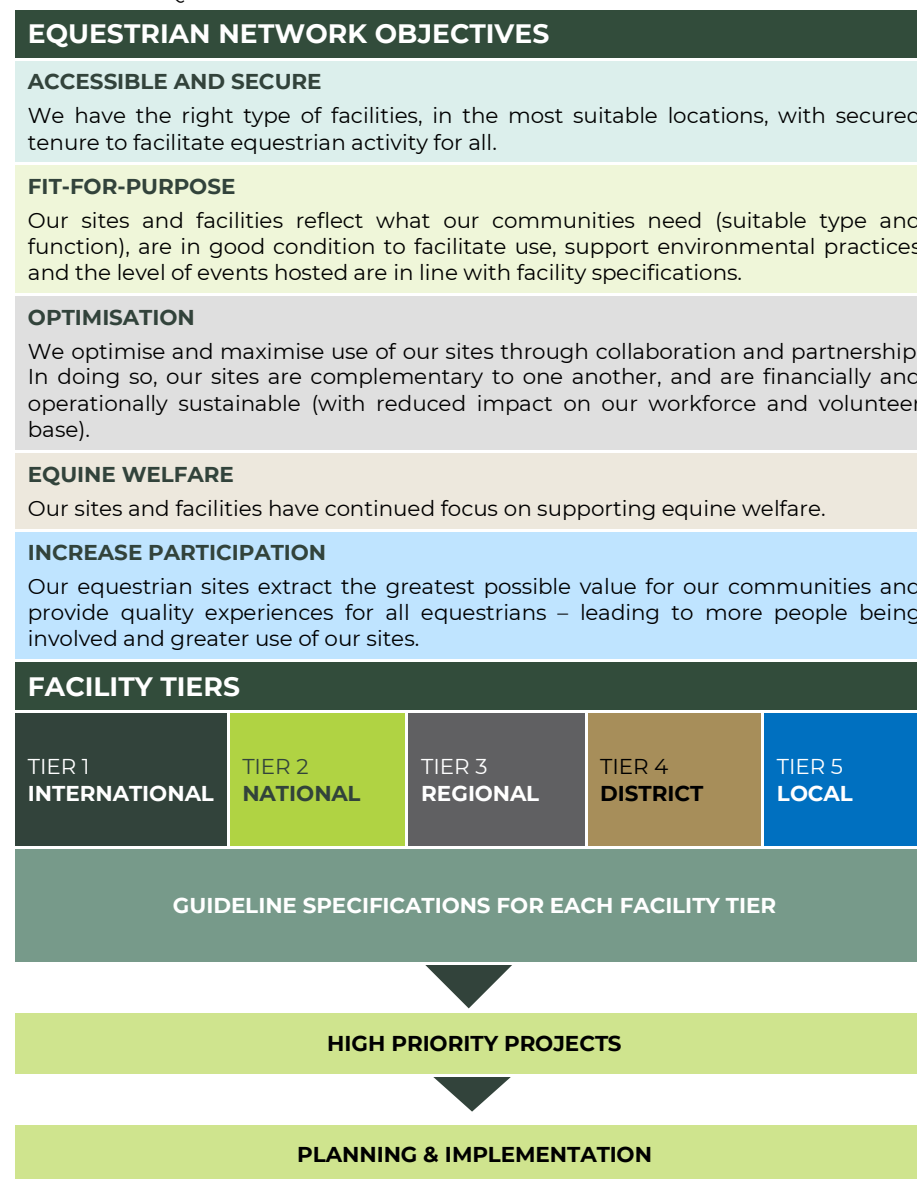 EQUESTRIAN NETWORK OBJECTIVES
ACCESSIBLE AND SECURE
We have the right type of facilities, in the most suitable locations, with secured
tenure to facilitate equestrian activity for all.
FIT-FOR-PURPOSE
Our sites and facilities reflect what our communities need (suitable type and
function), are in good condition to facilitate use, support environmental practices
and the level of events hosted are in line with facility specifications.
OPTIMISATION
We optimise and maximise use of our sites through collaboration and partnership.
In doing so, our sites are complementary to one another, and are financially and
operationally sustainable (with reduced impact on our workforce and volunteer
base).
EQUINE WELFARE
Our sites and facilities have continued focus on supporting equine welfare.
INCREASE PARTICIPATION
Our equestrian sites extract the greatest possible value for our communities and
provide quality experiences for all equestrians – leading to more people being
involved and greater use of our sites.
FACILITY TIERS
TIER 1
INTERNATIONAL
TIER 2
NATIONAL
TIER 3
REGIONAL
TIER 4
DISTRICT
TIER 5
LOCAL
GUIDELINE SPECIFICATIONS FOR EACH FACILITY TIER
HIGH PRIORITY PROJECTS
PLANNING & IMPLEMENTATION